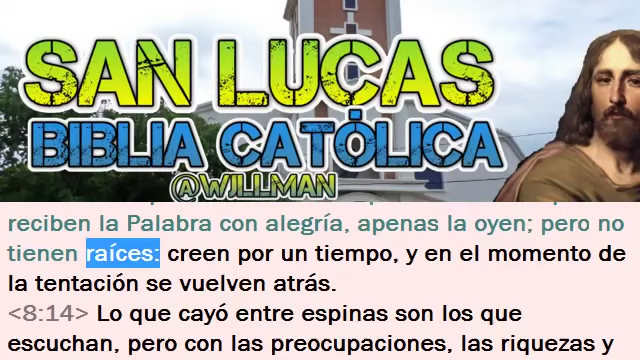 SAN LUCAS
BIBLIA CATÓLICA
@WILLMAN
reciben la Palabra con alegría, apenas la oyen; pero no
tienen raíces: creen por un tiempo, y en el momento de
la tentación se vuelven atrás.
<8:14> Lo que cayó entre espinas son los que
escuchan, pero con las preocupaciones, las riquezas y